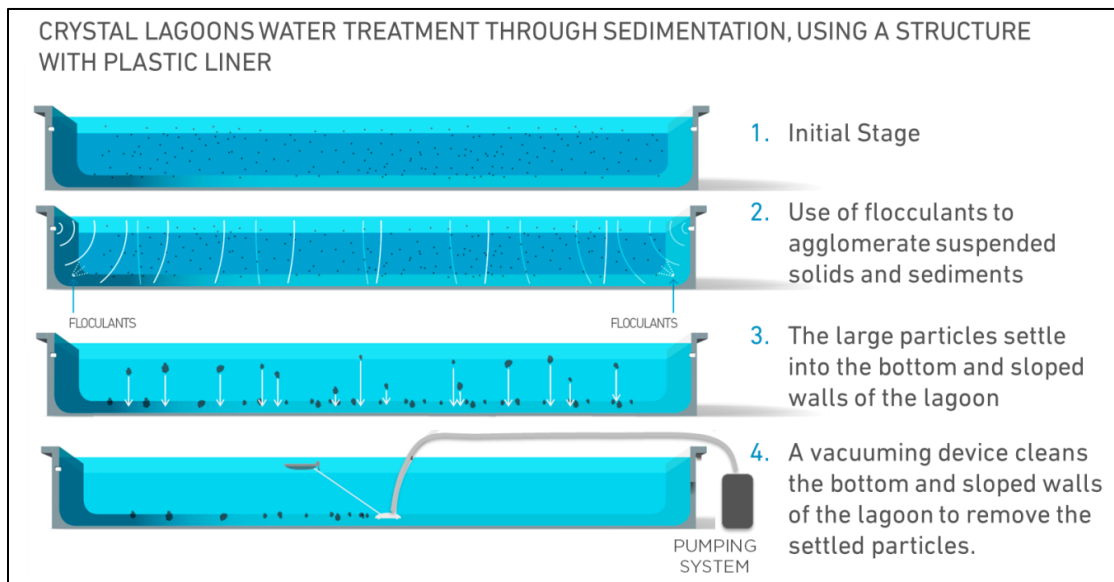 CRYSTAL LAGOONS WATER TREATMENT THROUGH SEDIMENTATION, USING A STRUCTURE
WITH PLASTIC LINER
1. Initial Stage
2. Use of flocculants to
agglomerate suspended
solids and sediments
FLOCULANTS
FLOCULANTS
3. The large particles settle
into the bottom and sloped
walls of the lagoon
4. A vacuuming device cleans
the bottom and sloped walls
of the lagoon to remove the
settled particles.
PUMPING
SYSTEM